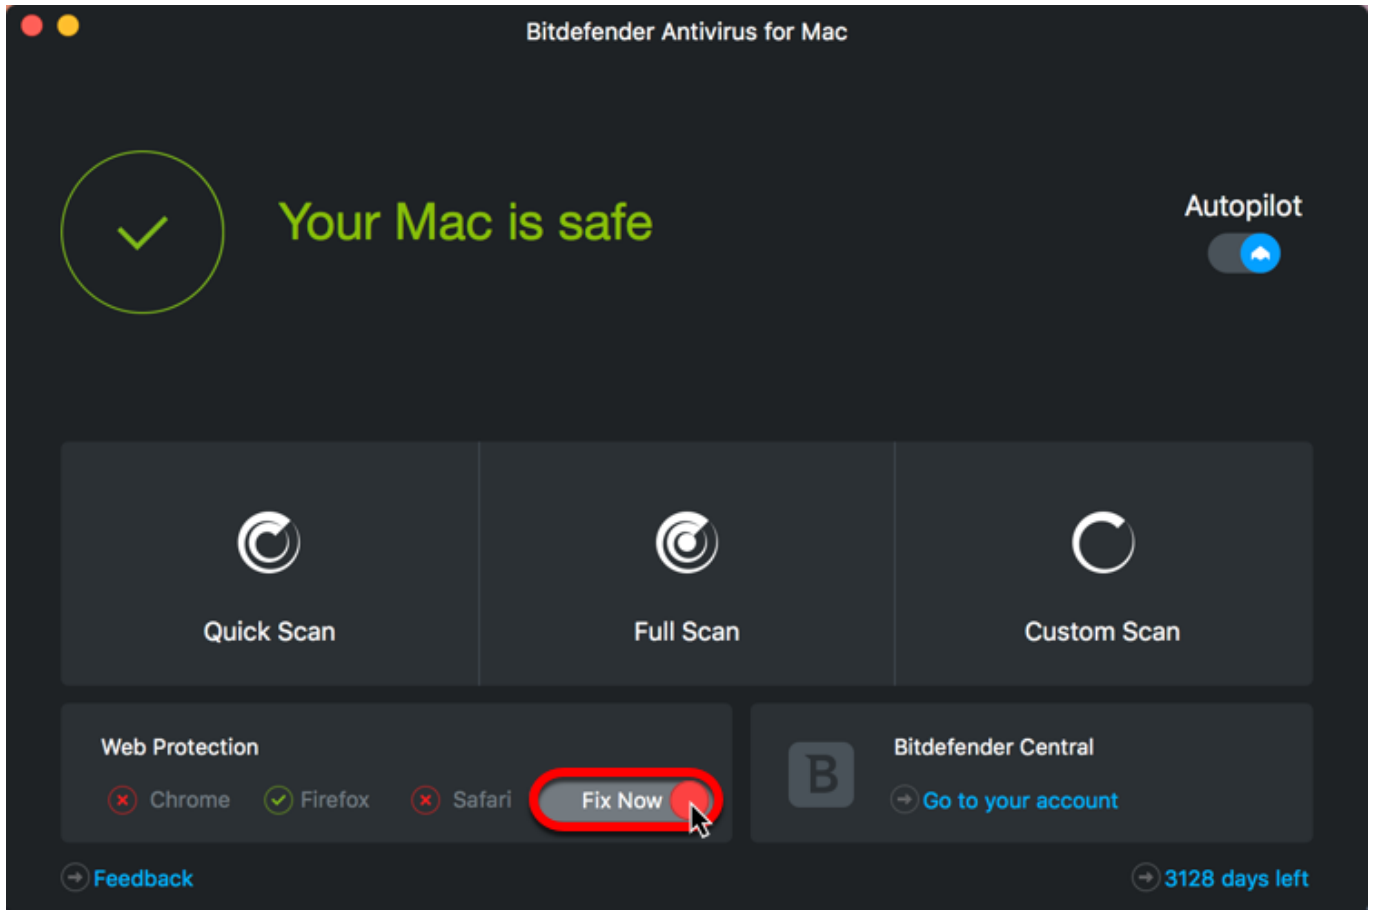 Bitdefender Antivirus for Mac
Your Mac is safe
Autopilot
Quick Scan
Full Scan
Custom Scan
Web Protection
Chrome Firefox Safari Fix Now
B
Bitdefender Central
Go to your account
Feedback
3128 days left